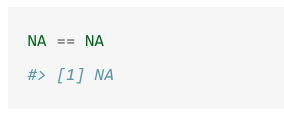 NA == NA
#> [1] NA